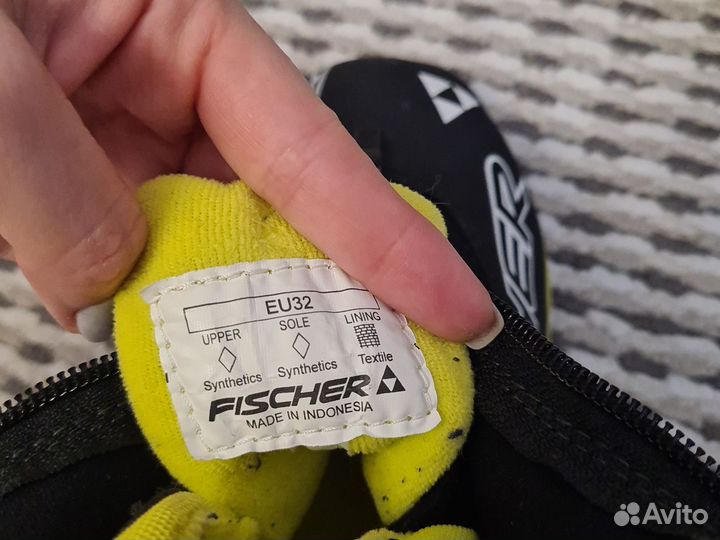 EU32
UPPER SOLE LINING
Synthetics Synthetics Textile
FISCHER
MADE IN INDONESIA
Avito